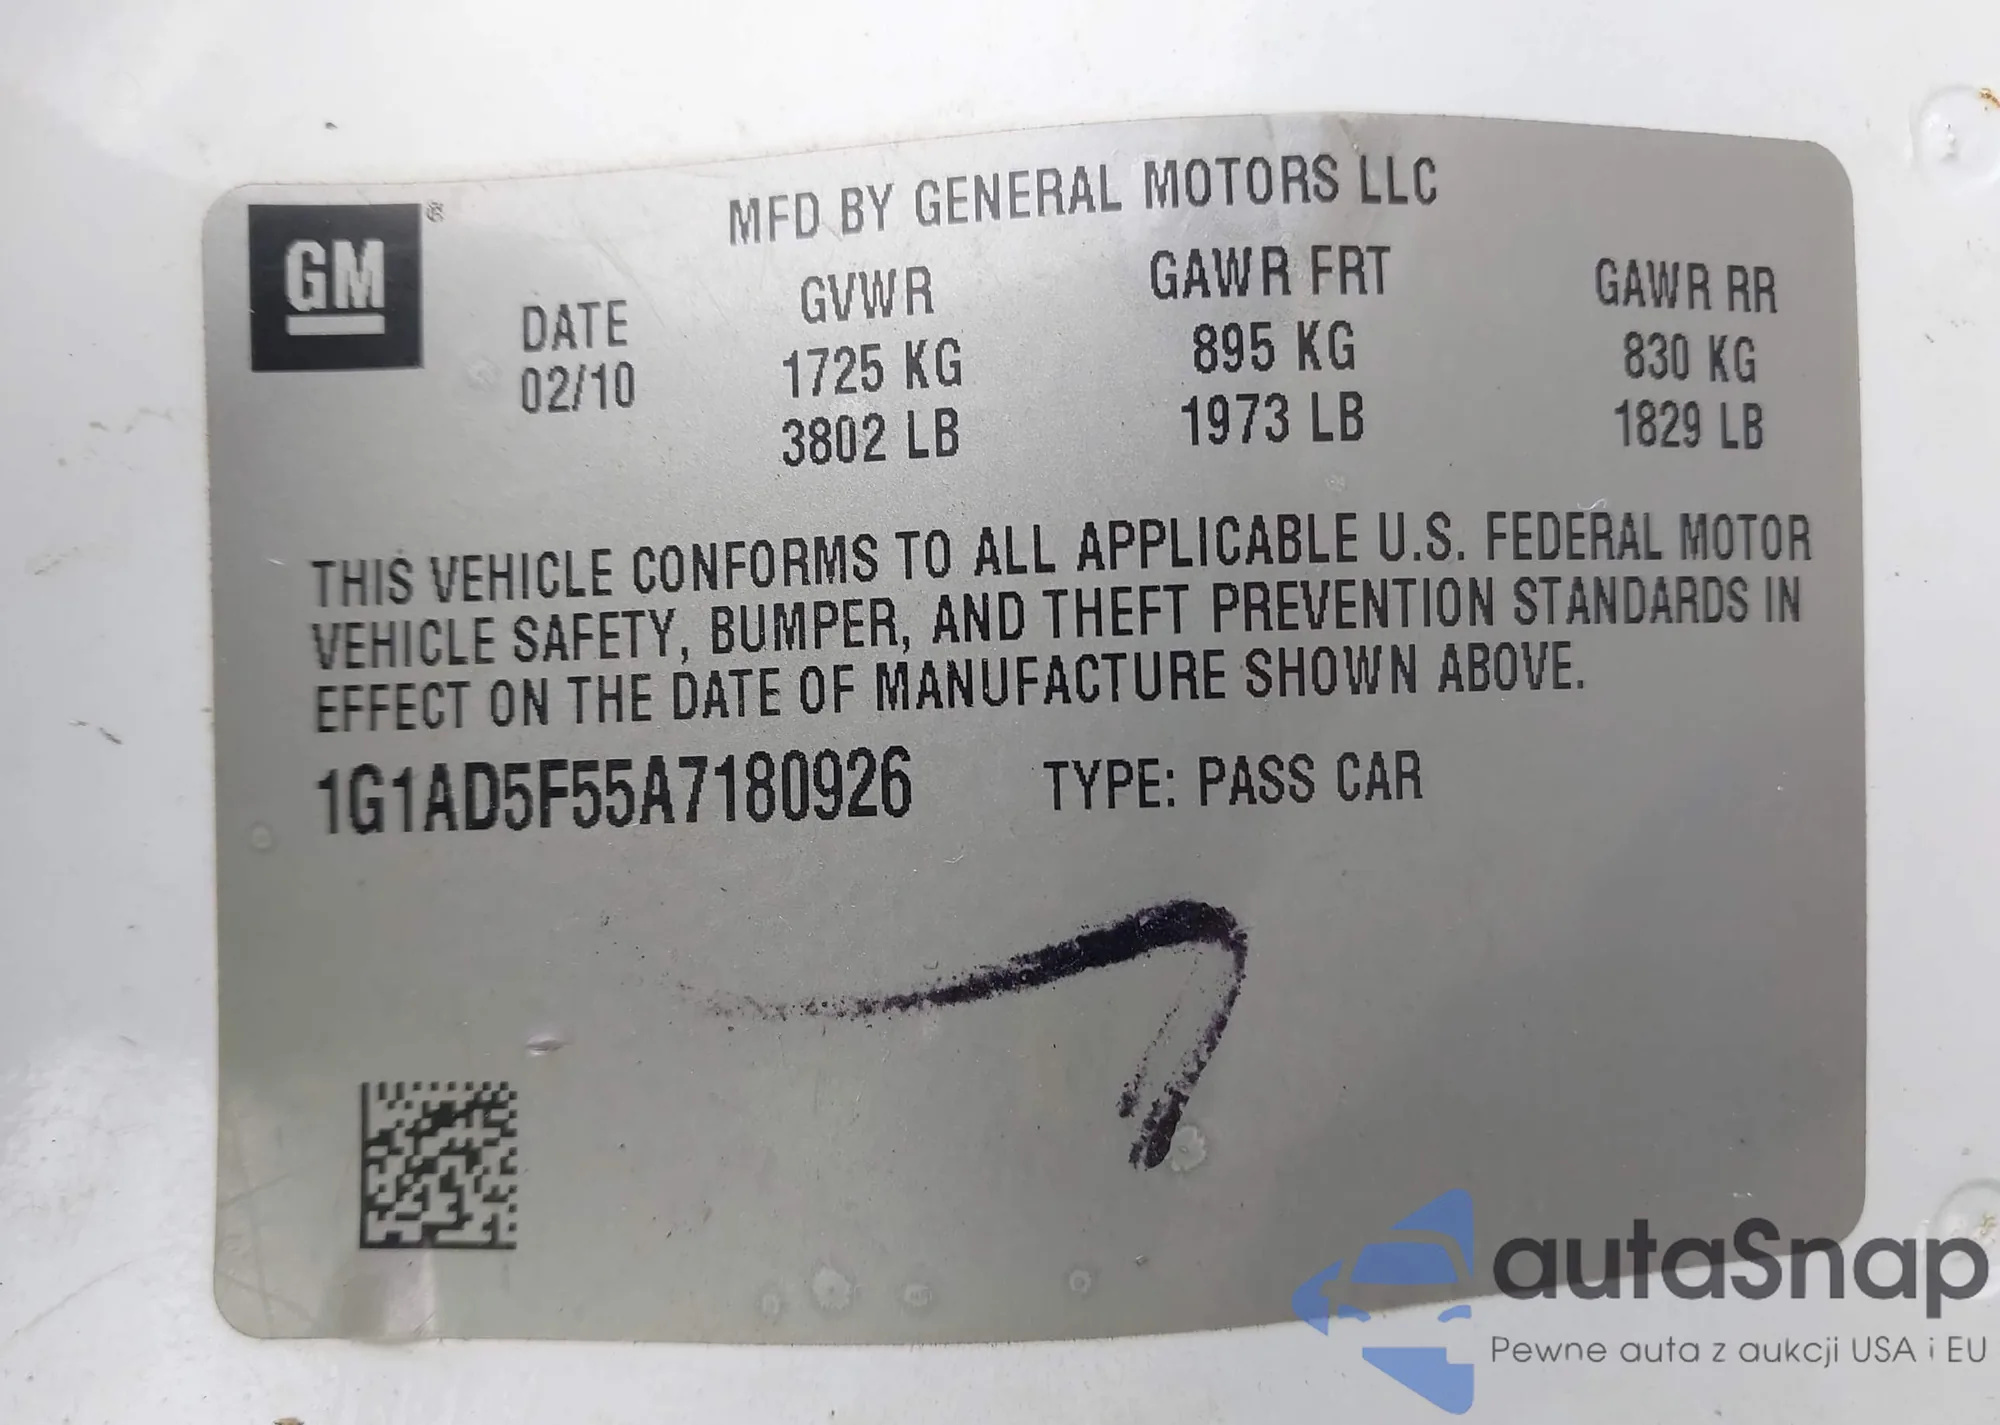 GM®
MFD BY GENERAL MOTORS LLC
DATE GVWR GAWR FRT GAWR RR
02/10 1725 KG 895 KG 830 KG
3802 LB 1973 LB 1829 LB
THIS VEHICLE CONFORMS TO ALL APPLICABLE U.S. FEDERAL MOTOR
VEHICLE SAFETY, BUMPER, AND THEFT PREVENTION STANDARDS IN
EFFECT ON THE DATE OF MANUFACTURE SHOWN ABOVE.
1G1AD5F55A7180926 TYPE: PASS CAR
autaSnap
Pewne auta z aukcji USA i EU